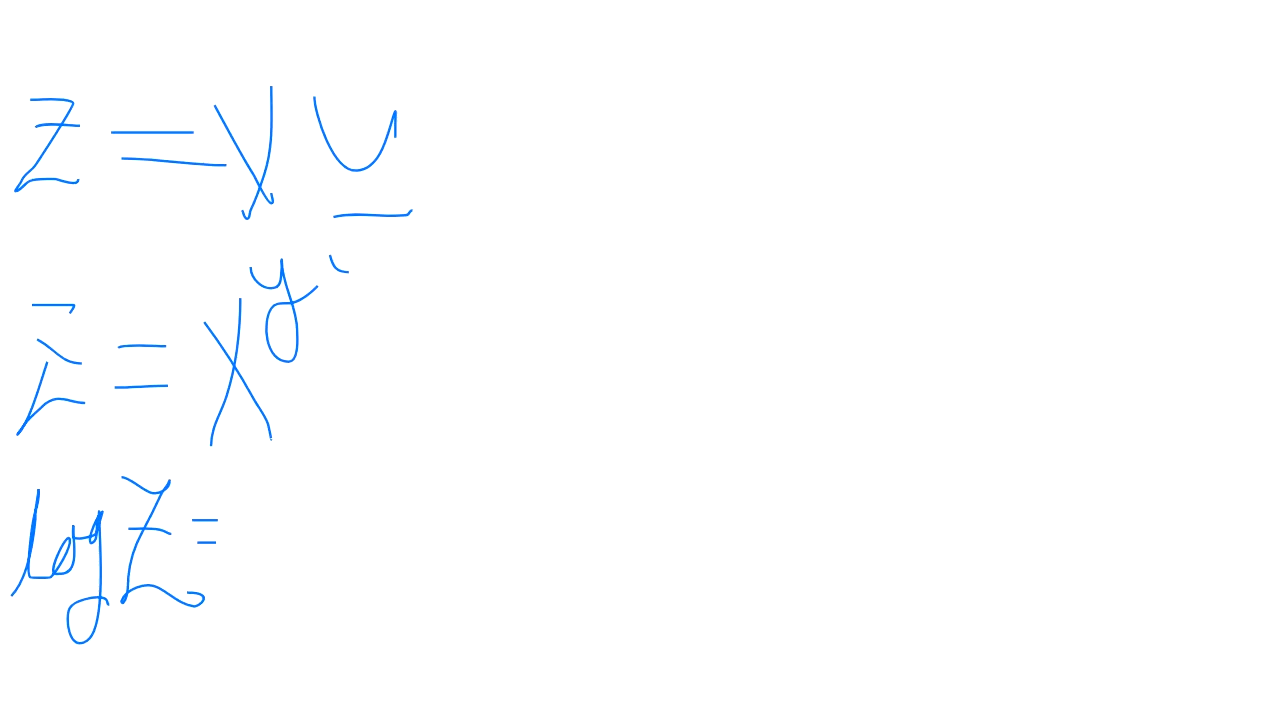 Z = X
Z = X^y
log Z =